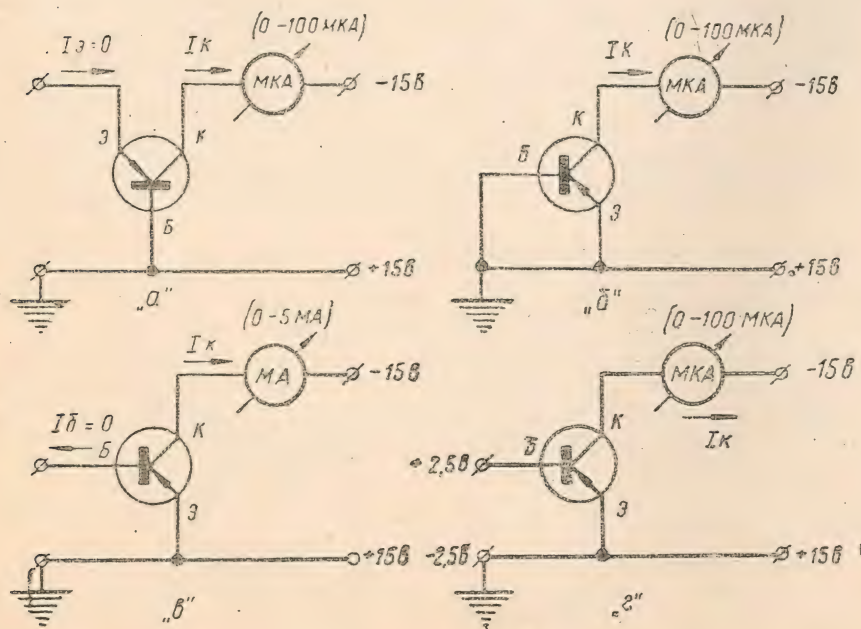 Iэ=0
Iк
(0-100 МКА)
МКА
-15в
Э
К
Б
+15в
„а"
Iк
(0-100 МКА)
МКА
-15в
К
Б
Э
+15в
„б"
Iк
(0-5 МА)
МА
-15в
Iб=0
Б
К
Э
+15в
„в"
(0-100 МКА)
МКА
-15в
Iк
К
Б
+2,5в
Э
-2,5в
+15в
„г"